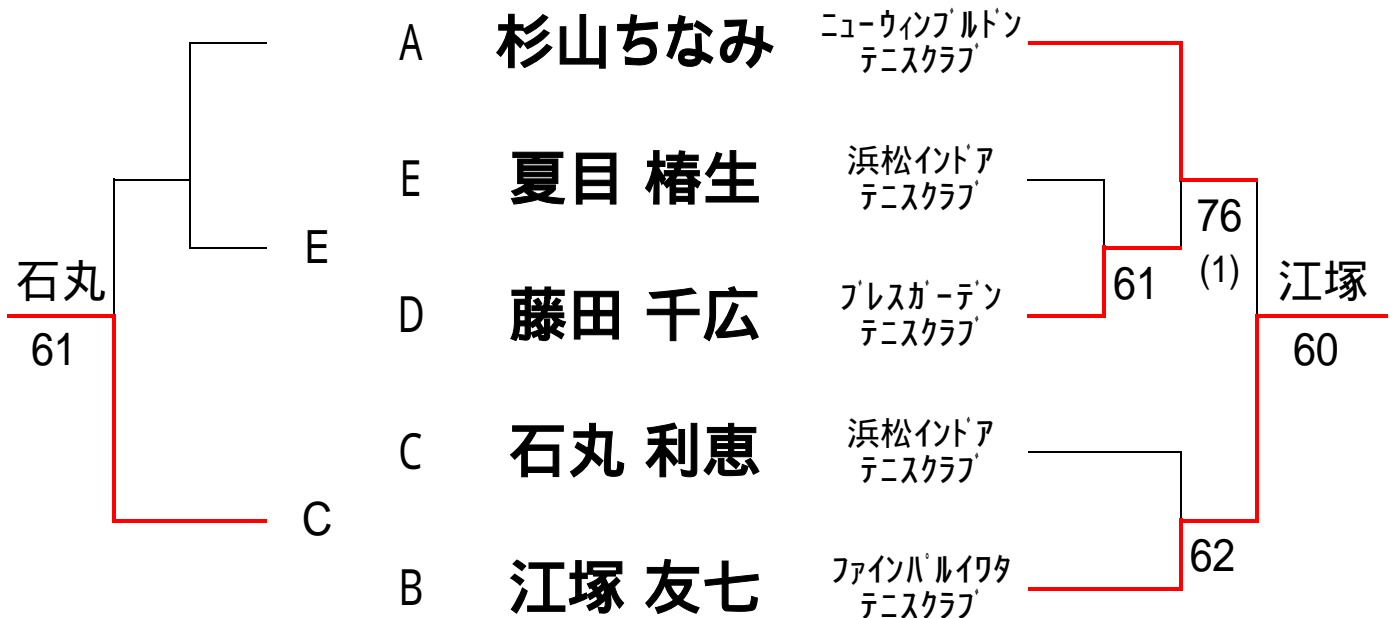 A 杉山ちなみ ﾆｭｰｳｨﾝﾌﾞﾙﾄﾞﾝ
ﾃﾆｽｸﾗﾌﾞ
E 夏目 椿生 浜松ｲﾝﾄﾞｱ
ﾃﾆｽｸﾗﾌﾞ
76
(1)
E
石丸
61
D 藤田 千広 ﾌﾞﾚｽｶﾞｰﾃﾞﾝ
ﾃﾆｽｸﾗﾌﾞ
61
江塚
60
C 石丸 利恵 浜松ｲﾝﾄﾞｱ
ﾃﾆｽｸﾗﾌﾞ
C
62
B 江塚 友七 ﾌｧｲﾝﾊﾟﾙｲﾜﾀ
ﾃﾆｽｸﾗﾌﾞ